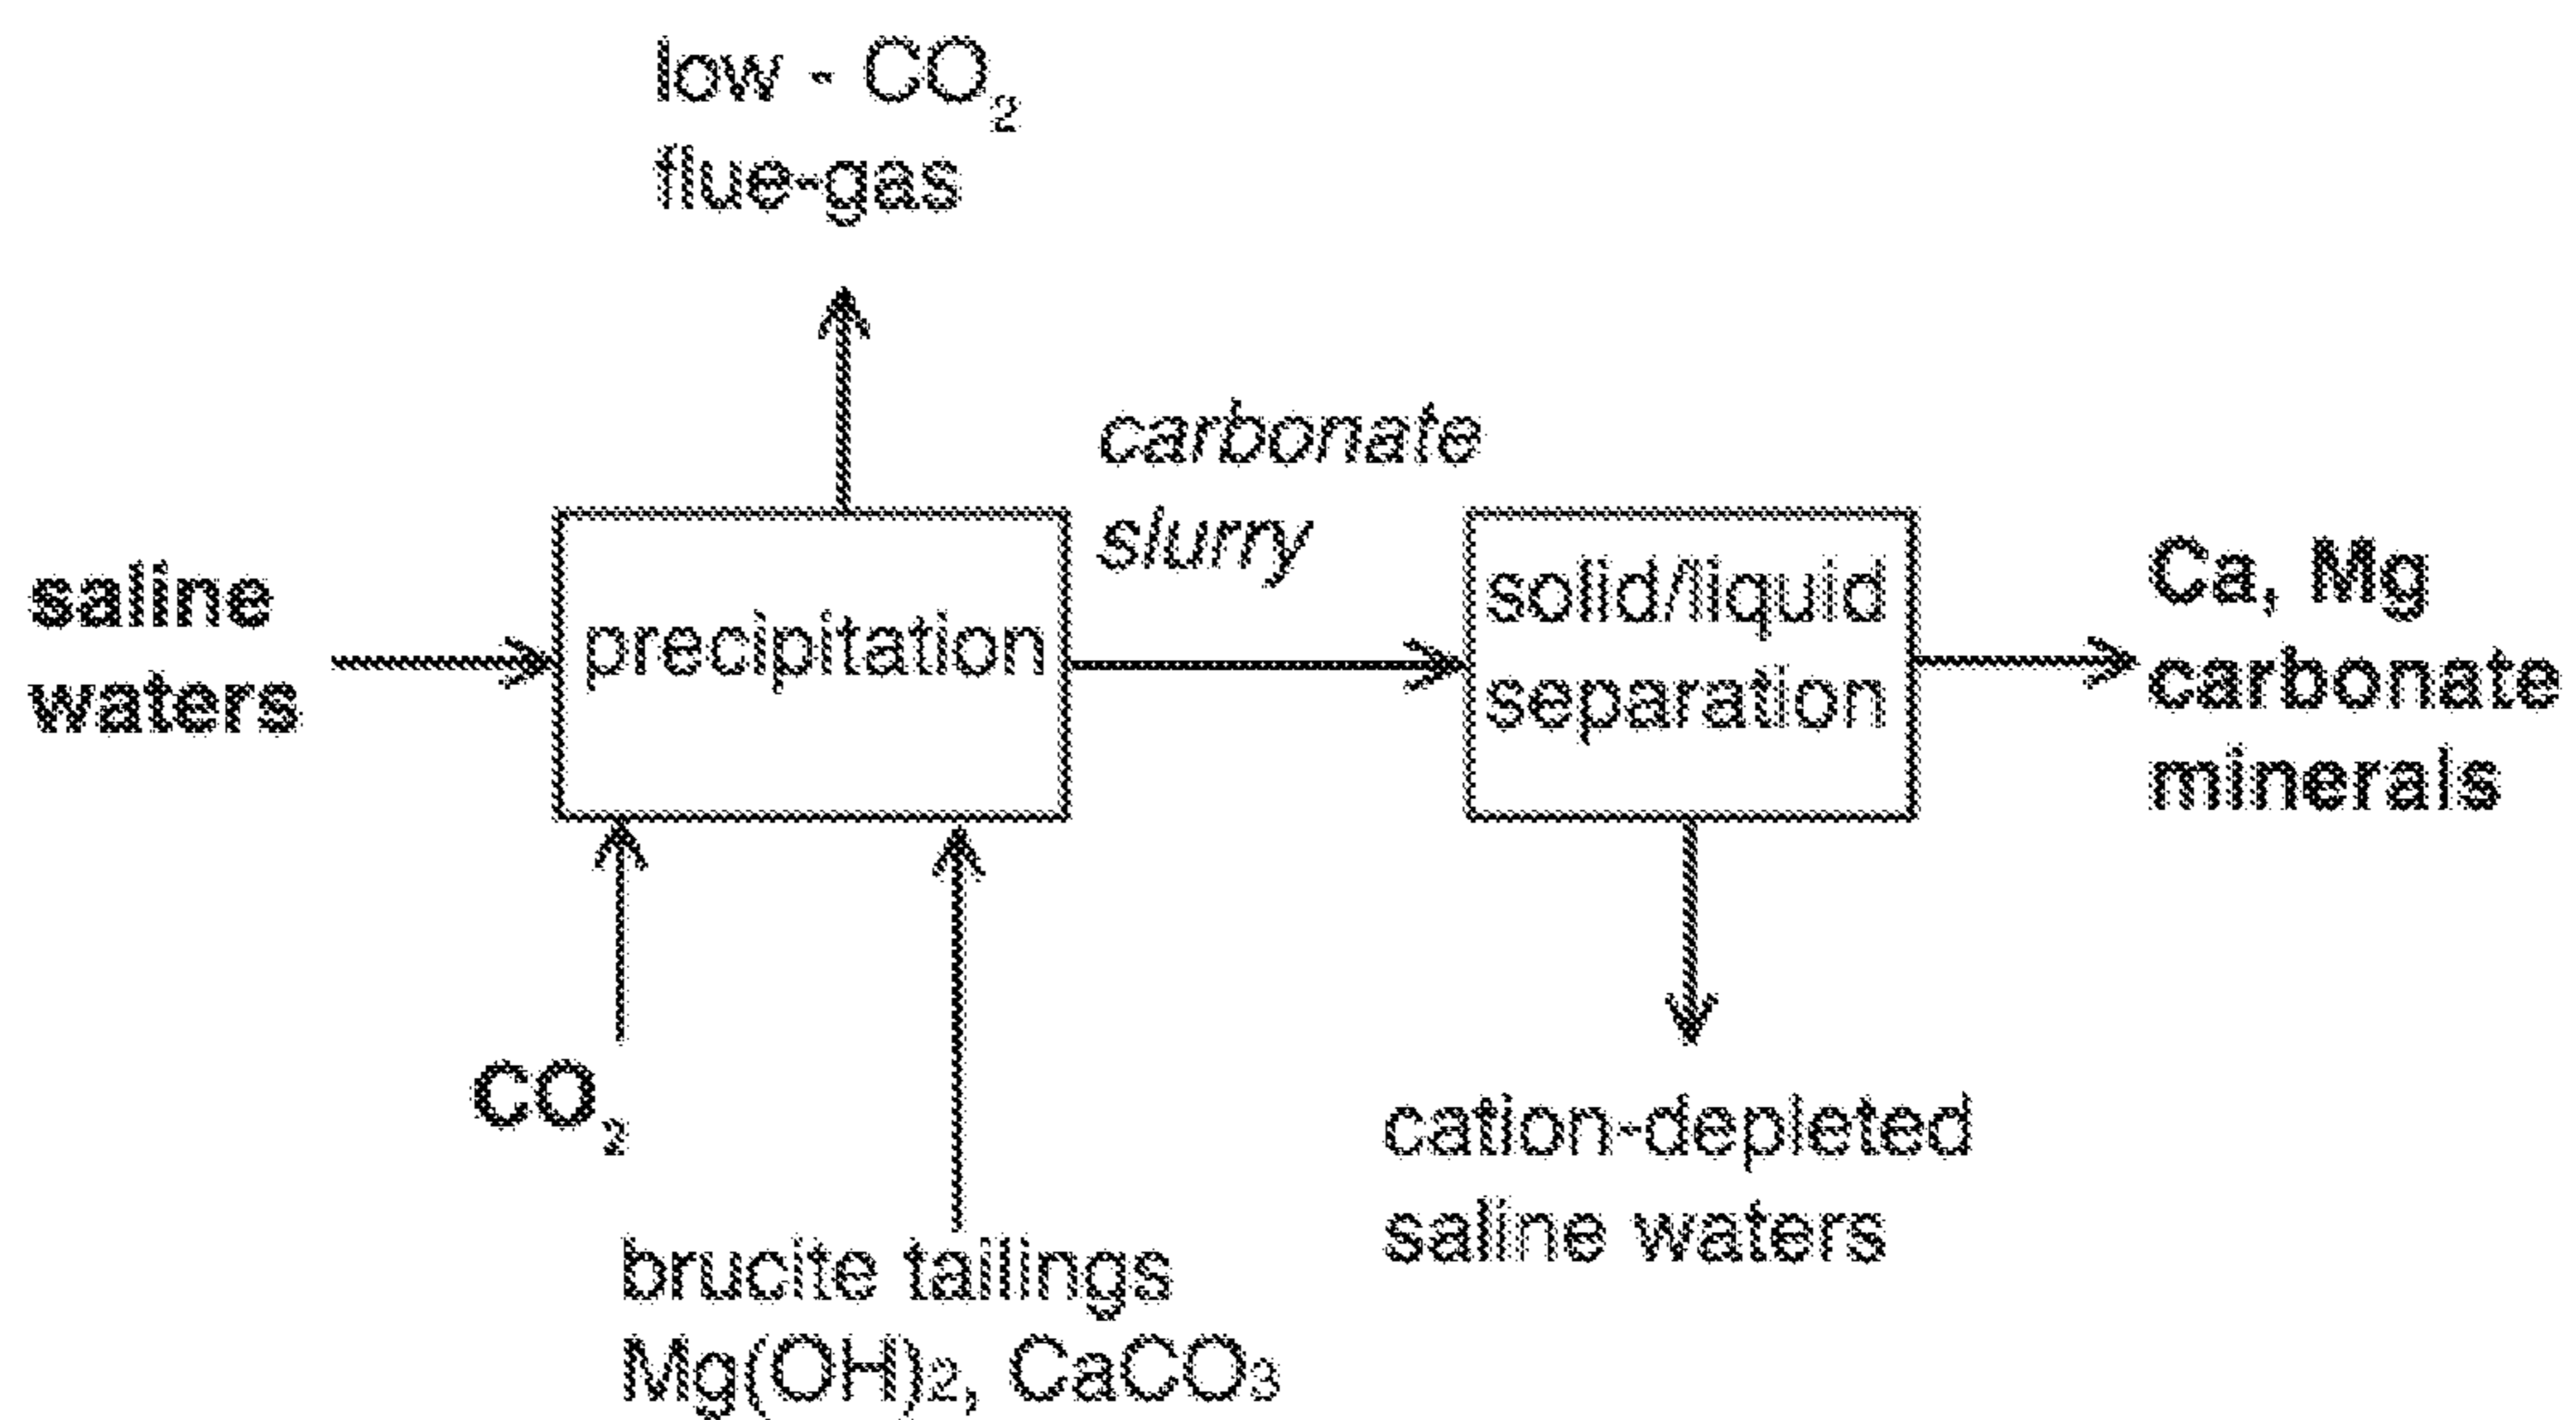 low - CO₂
flue-gas
carbonate
slurry
saline
waters
precipitation
solid/liquid
separation
Ca, Mg
carbonate
minerals
CO₂
cation-depleted
saline waters
brucite tailings
Mg(OH)₂, CaCO₃